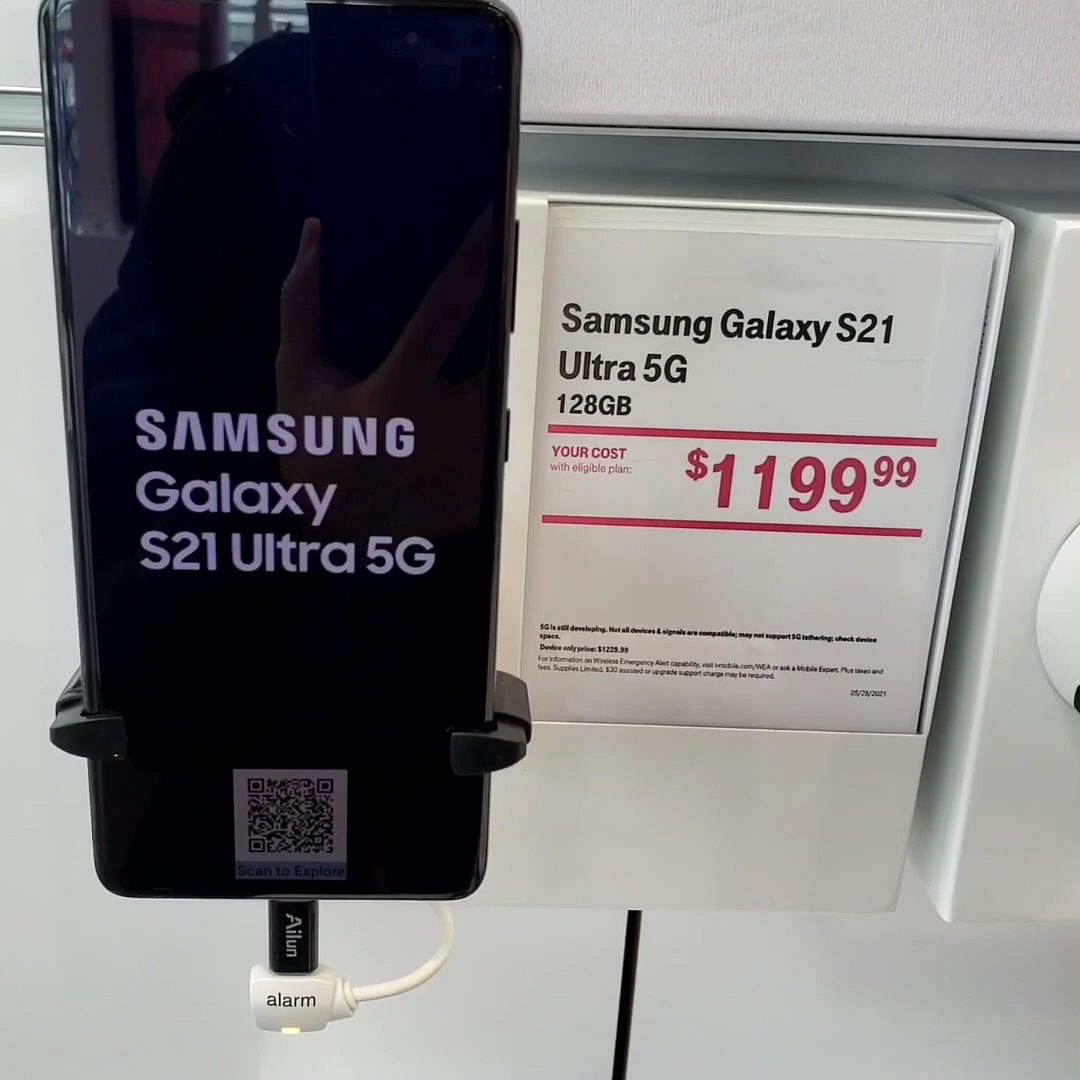 SAMSUNG
Galaxy
S21 Ultra 5G
Scan to Explore
Ailun
alarm
Samsung Galaxy S21
Ultra 5G
128GB
YOUR COST
with eligible plan:
$1199 99
5G is still developing. Not all devices & signals are compatible; may not support 5G tethering; check device
specs.
Device only price: $1229.99
For information on Wireless Emergency Alert capability, visit t-mobile.com/WEA or ask a Mobile Expert. Plus taxes and
fees. Supplies Limited. $30 assisted or upgrade support charge may be required.
05/28/2021